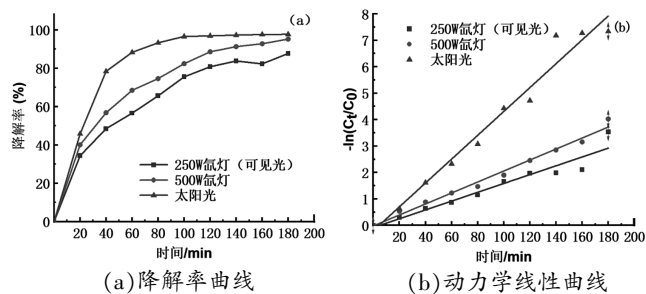 (a)
100
80
60
40
20
0
降解率 (%)
250W氙灯（可见光）
500W氙灯
太阳光
20 40 60 80 100 120 140 160 180 200
时间/min
(a)降解率曲线
8
7
6
5
4
3
2
1
0
-ln(Ct/C0)
250W氙灯（可见光）
500W氙灯
太阳光
(b)
0 20 40 60 80 100 120 140 160 180 200
时间/min
(b)动力学线性曲线